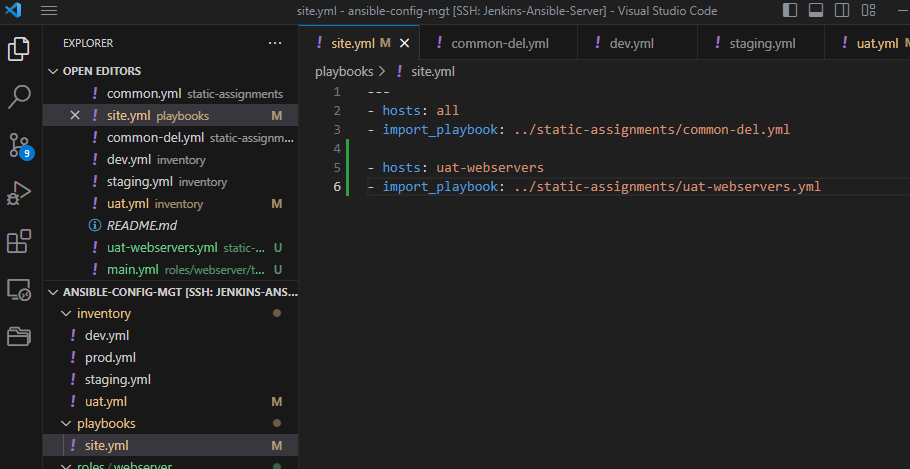 site.yml - ansible-config-mgt [SSH: Jenkins-Ansible-Server] - Visual Studio Code
EXPLORER
OPEN EDITORS
! common.yml static-assignments
× ! site.yml playbooks M
! common-del.yml static-assignm...
! dev.yml inventory
! staging.yml inventory
! uat.yml inventory M
README.md
! uat-webservers.yml static-... U
! main.yml roles/webserver/t... U
ANSIBLE-CONFIG-MGT [SSH: JENKINS-ANS...
inventory
! dev.yml
! prod.yml
! staging.yml
! uat.yml M
playbooks
! site.yml M
roles / webserver
9
! site.yml M × ! common-del.yml ! dev.yml ! staging.yml ! uat.yml M
playbooks > ! site.yml
1 ---
2 - hosts: all
3 - import_playbook: ../static-assignments/common-del.yml
4
5 - hosts: uat-webservers
6 - import_playbook: ../static-assignments/uat-webservers.yml